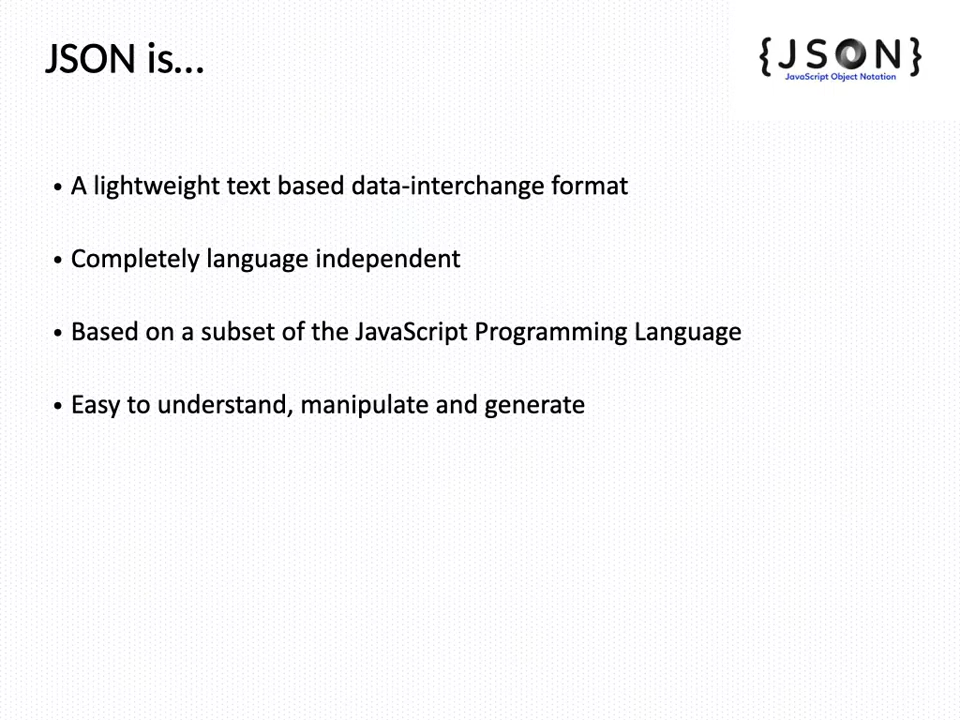 JSON is...
{JSON}
JavaScript Object Notation
• A lightweight text based data-interchange format
• Completely language independent
• Based on a subset of the JavaScript Programming Language
• Easy to understand, manipulate and generate